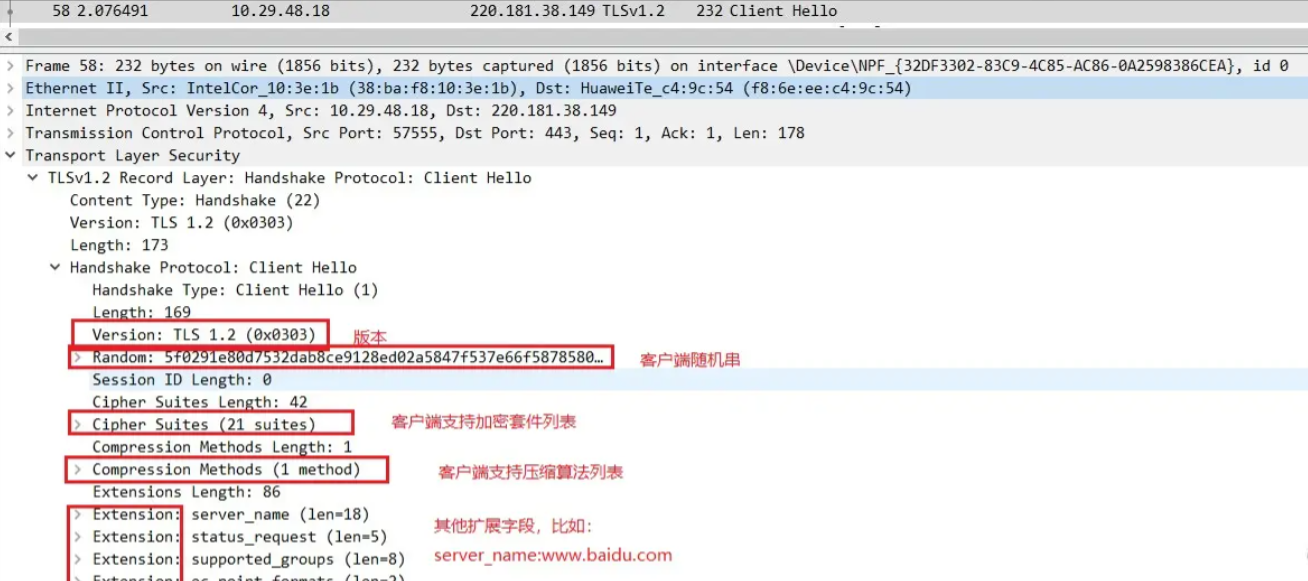 58 2.076491 10.29.48.18 220.181.38.149 TLSv1.2 232 Client Hello
Frame 58: 232 bytes on wire (1856 bits), 232 bytes captured (1856 bits) on interface \Device\NPF_{32DF3302-83C9-4C85-AC86-0A2598386CEA}, id 0
Ethernet II, Src: IntelCor_10:3e:1b (38:ba:f8:10:3e:1b), Dst: HuaweiTe_c4:9c:54 (f8:6e:ee:c4:9c:54)
Internet Protocol Version 4, Src: 10.29.48.18, Dst: 220.181.38.149
Transmission Control Protocol, Src Port: 57555, Dst Port: 443, Seq: 1, Ack: 1, Len: 178
Transport Layer Security
TLSv1.2 Record Layer: Handshake Protocol: Client Hello
Content Type: Handshake (22)
Version: TLS 1.2 (0x0303)
Length: 173
Handshake Protocol: Client Hello
Handshake Type: Client Hello (1)
Length: 169
Version: TLS 1.2 (0x0303) 版本
Random: 5f0291e80d7532dab8ce9128ed02a5847f537e66f5878580… 客户端随机串
Session ID Length: 0
Cipher Suites Length: 42
Cipher Suites (21 suites) 客户端支持加密套件列表
Compression Methods Length: 1
Compression Methods (1 method) 客户端支持压缩算法列表
Extensions Length: 86
Extension: server_name (len=18) 其他扩展字段，比如：
Extension: status_request (len=5)
server_name:www.baidu.com
Extension: supported_groups (len=8)
Extension: ec_point_formats (len=2)